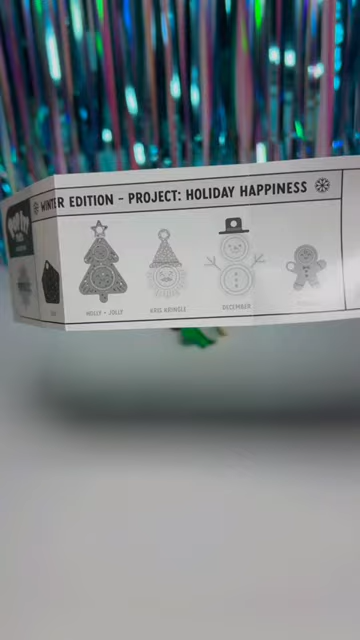 WINTER EDITION - PROJECT: HOLIDAY HAPPINESS
HOLLY + JOLLY
KRIS KRINGLE
DECEMBER